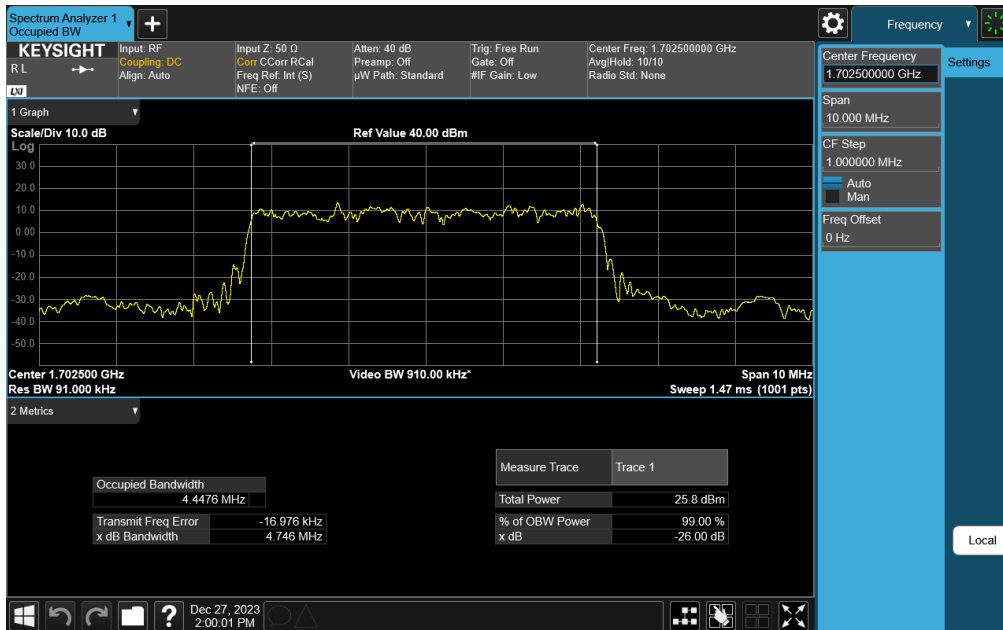 Spectrum Analyzer 1
Occupied BW
Frequency
KEYSIGHT
R L
LXI
Input: RF
Coupling: DC
Align: Auto
Input Z: 50 Ω
Corr CCorr RCal
Freq Ref: Int (S)
NFE: Off
Atten: 40 dB
Preamp: Off
µW Path: Standard
Trig: Free Run
Gate: Off
#IF Gain: Low
Center Freq: 1.702500000 GHz
Avg|Hold: 10/10
Radio Std: None
Center Frequency
1.702500000 GHz
Settings
Span
10.000 MHz
CF Step
1.000000 MHz
Auto
Man
Freq Offset
0 Hz
Local
1 Graph
Scale/Div 10.0 dB
Ref Value 40.00 dBm
Log
30.0
20.0
10.0
0.00
-10.0
-20.0
-30.0
-40.0
-50.0
Center 1.702500 GHz
Video BW 910.00 kHz*
Span 10 MHz
Res BW 91.000 kHz
Sweep 1.47 ms (1001 pts)
2 Metrics
Occupied Bandwidth
4.4476 MHz
Transmit Freq Error -16.976 kHz
x dB Bandwidth 4.746 MHz
Measure Trace Trace 1
Total Power 25.8 dBm
% of OBW Power 99.00 %
x dB -26.00 dB
?
Dec 27, 2023
2:00:01 PM